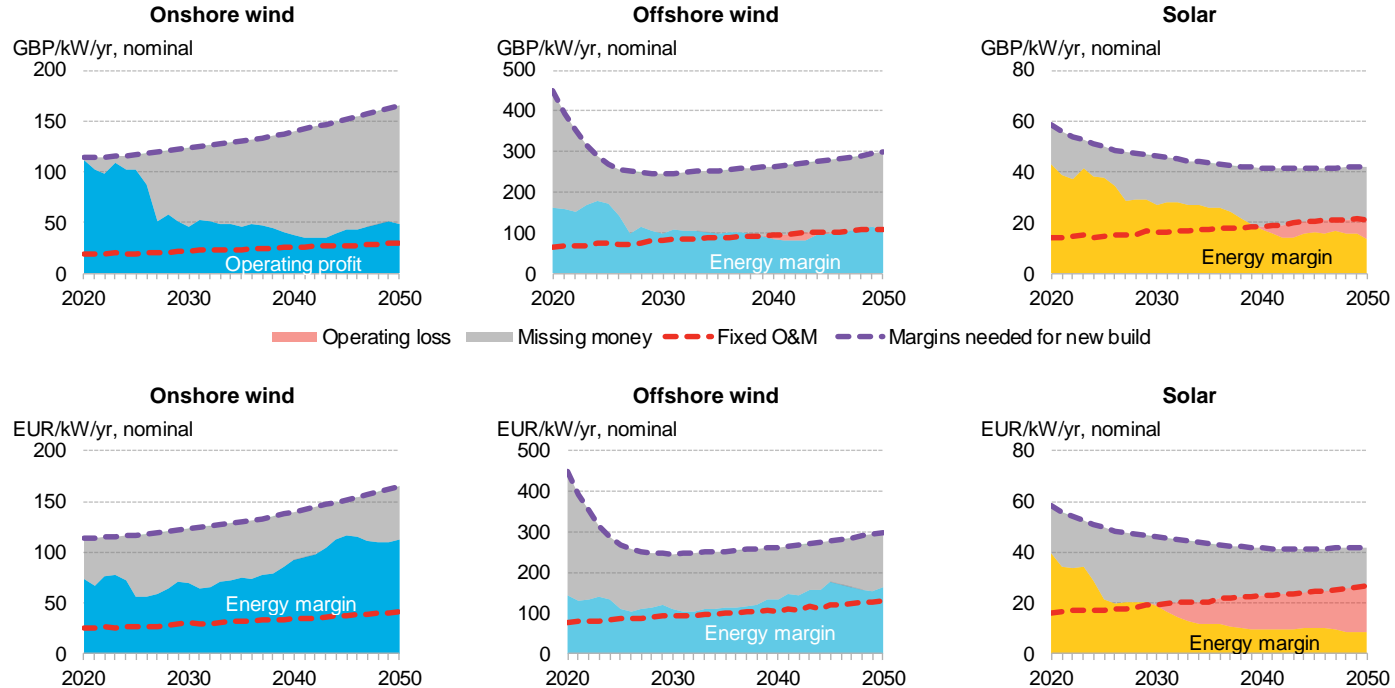 Onshore wind
GBP/kW/yr, nominal
200
150
100
50
0
Operating profit
2020 2030 2040 2050
Offshore wind
GBP/kW/yr, nominal
500
400
300
200
100
0
Energy margin
2020 2030 2040 2050
Solar
GBP/kW/yr, nominal
80
60
40
20
0
Energy margin
2020 2030 2040 2050
Operating loss Missing money Fixed O&M Margins needed for new build
Onshore wind
EUR/kW/yr, nominal
200
150
100
50
0
Energy margin
2020 2030 2040 2050
Offshore wind
EUR/kW/yr, nominal
500
400
300
200
100
0
Energy margin
2020 2030 2040 2050
Solar
EUR/kW/yr, nominal
80
60
40
20
0
Energy margin
2020 2030 2040 2050